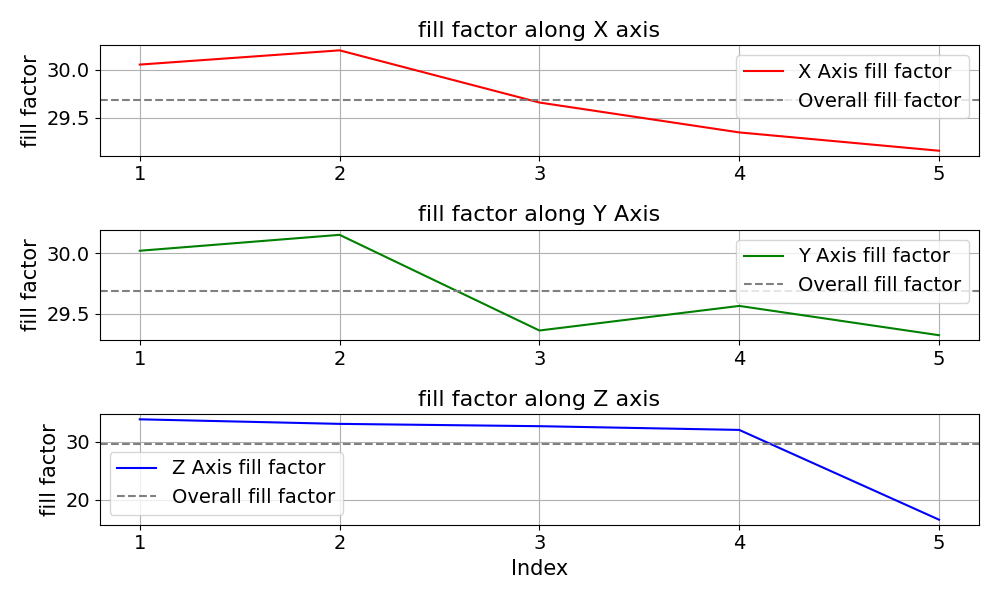 fill factor along X axis
fill factor
30.0
29.5
X Axis fill factor
Overall fill factor
1 2 3 4 5
fill factor along Y Axis
fill factor
30.0
29.5
Y Axis fill factor
Overall fill factor
1 2 3 4 5
fill factor along Z axis
fill factor
30
20
Z Axis fill factor
Overall fill factor
1 2 3 4 5
Index